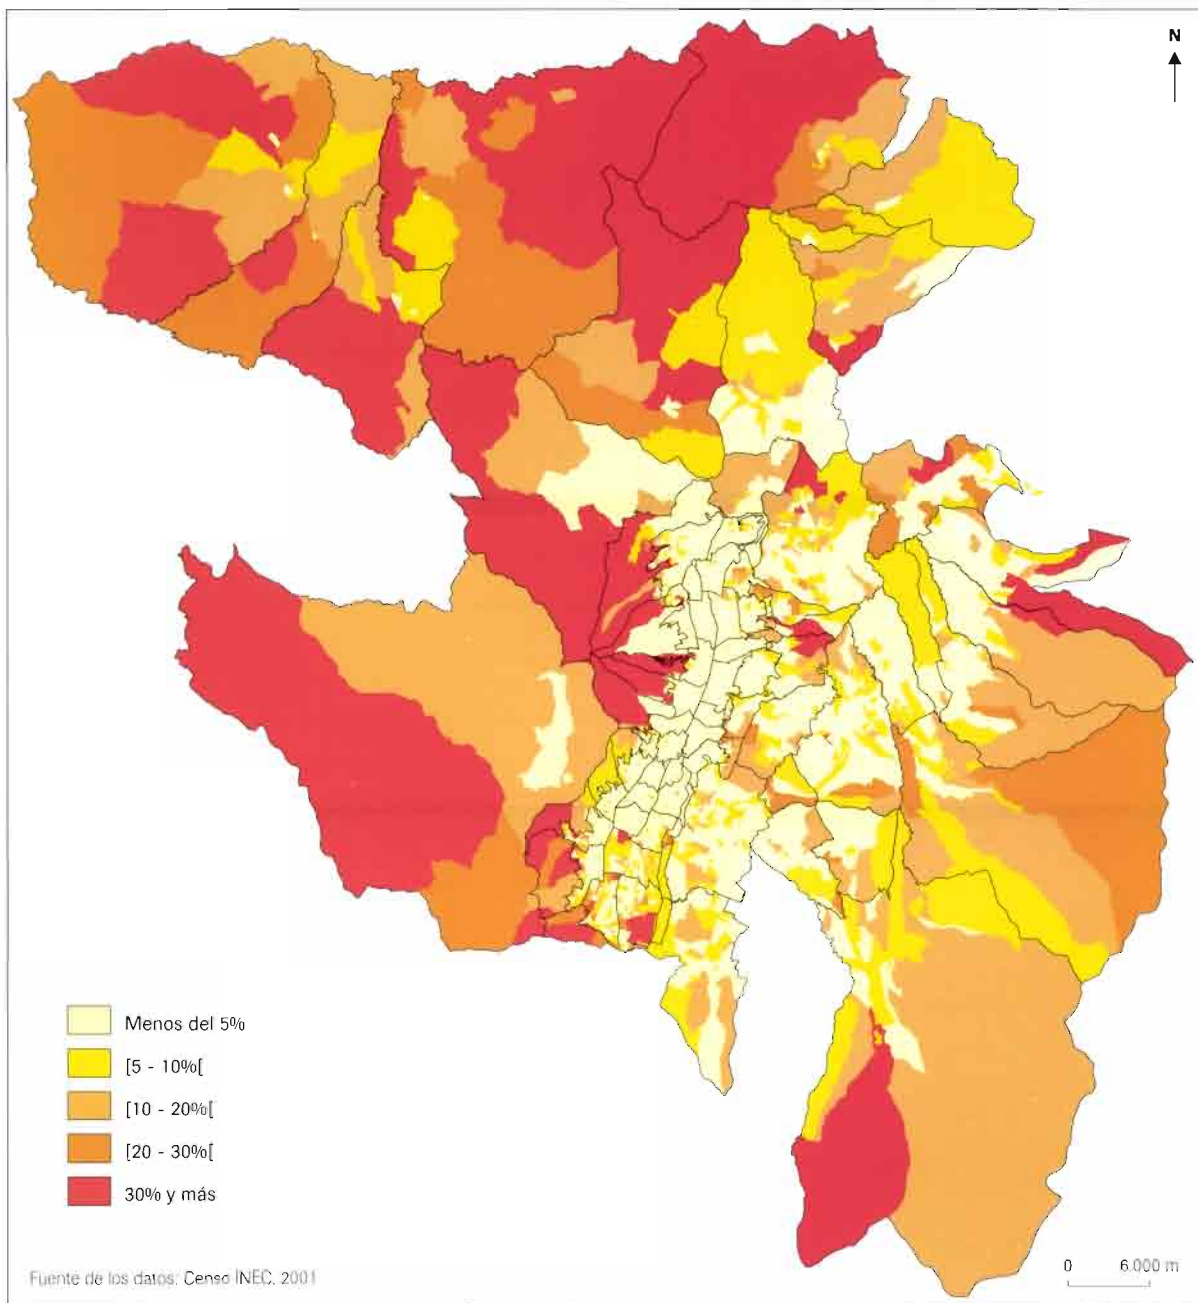 N
Menos del 5%
[5 - 10%[
[10 - 20%[
[20 - 30%[
30% y más
Fuente de los datos: Censo INEC, 2001
0 6.000 m